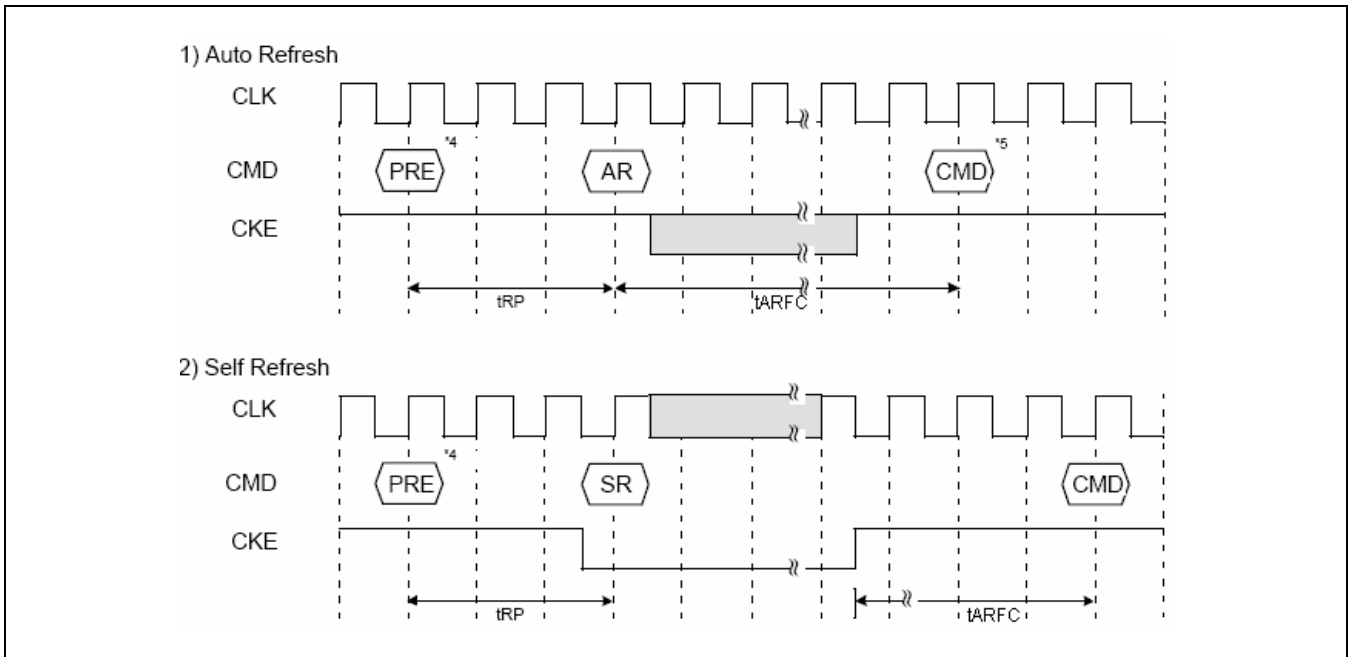 1) Auto Refresh
CLK
CMD PRE *4 AR CMD *5
CKE
tRP tARFC
2) Self Refresh
CLK
CMD PRE *4 SR CMD
CKE
tRP tARFC